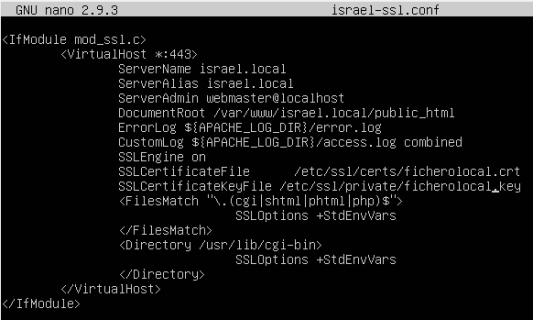 GNU nano 2.9.3 israel-ssl.conf
<IfModule mod_ssl.c>
<VirtualHost *:443>
ServerName israel.local
ServerAlias israel.local
ServerAdmin webmaster@localhost
DocumentRoot /var/www/israel.local/public_html
ErrorLog ${APACHE_LOG_DIR}/error.log
CustomLog ${APACHE_LOG_DIR}/access.log combined
SSLEngine on
SSLCertificateFile /etc/ssl/certs/ficherolocal.crt
SSLCertificateKeyFile /etc/ssl/private/ficherolocal.key
<FilesMatch "\.(cgi|shtml|phtml|php)$">
SSLOptions +StdEnvVars
</FilesMatch>
<Directory /usr/lib/cgi-bin>
SSLOptions +StdEnvVars
</Directory>
</VirtualHost>
</IfModule>